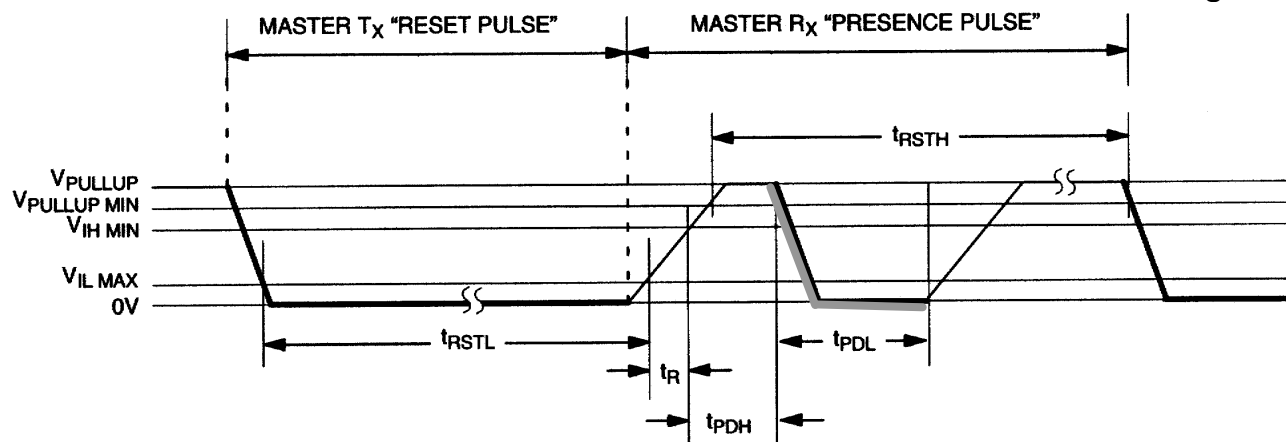 MASTER TX “RESET PULSE”
MASTER RX “PRESENCE PULSE”
tRSTH
VPULLUP
VPULLUP MIN
VIH MIN
VIL MAX
0V
tRSTL
tPDL
tR
tPDH